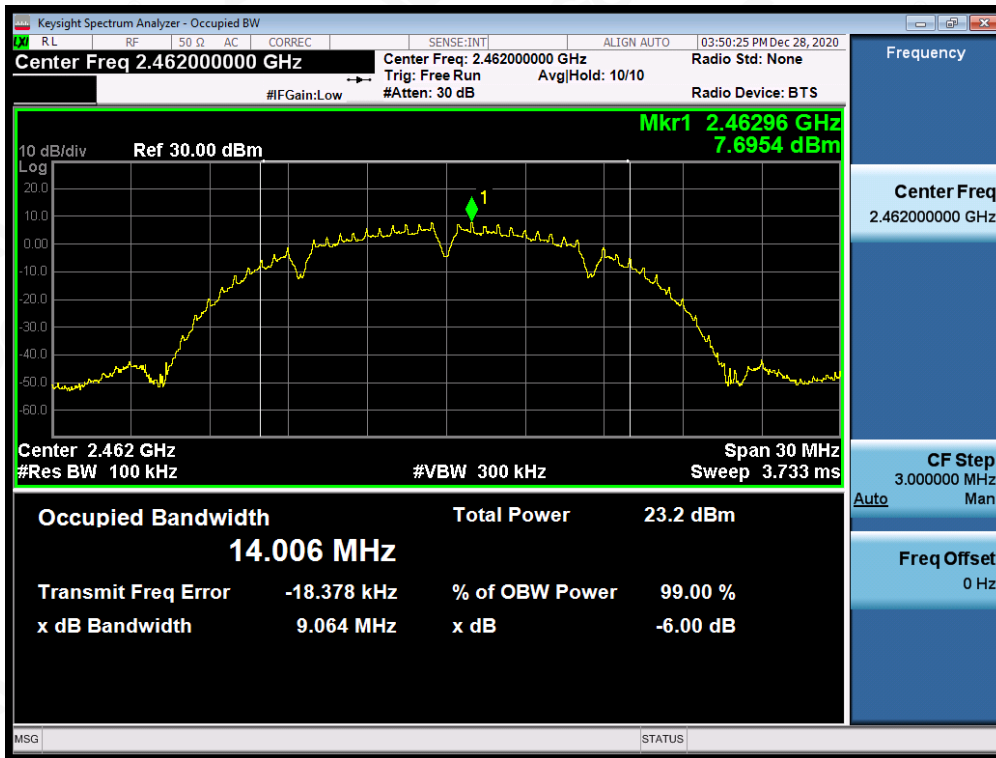 Keysight Spectrum Analyzer - Occupied BW
LXI RL RF 50 Ω AC CORREC SENSE:INT ALIGN AUTO 03:50:25 PM Dec 28, 2020
Center Freq 2.462000000 GHz
Center Freq: 2.462000000 GHz Radio Std: None
Trig: Free Run Avg|Hold: 10/10
#IFGain:Low #Atten: 30 dB Radio Device: BTS
Frequency
Mkr1 2.46296 GHz
7.6954 dBm
10 dB/div Ref 30.00 dBm
Log
20.0
10.0
0.00
-10.0
-20.0
-30.0
-40.0
-50.0
-60.0
1
Center 2.462 GHz Span 30 MHz
#Res BW 100 kHz #VBW 300 kHz Sweep 3.733 ms
Occupied Bandwidth Total Power 23.2 dBm
14.006 MHz
Transmit Freq Error -18.378 kHz % of OBW Power 99.00 %
x dB Bandwidth 9.064 MHz x dB -6.00 dB
Center Freq
2.462000000 GHz
CF Step
3.000000 MHz
Auto Man
Freq Offset
0 Hz
MSG STATUS